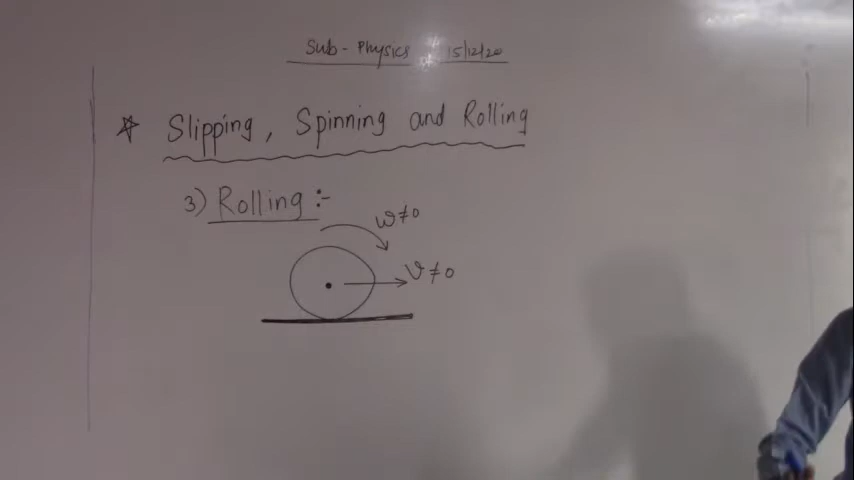 Sub - Physics 15/12/20
☆ Slipping, Spinning and Rolling
3) Rolling :-
ω≠0
v≠0